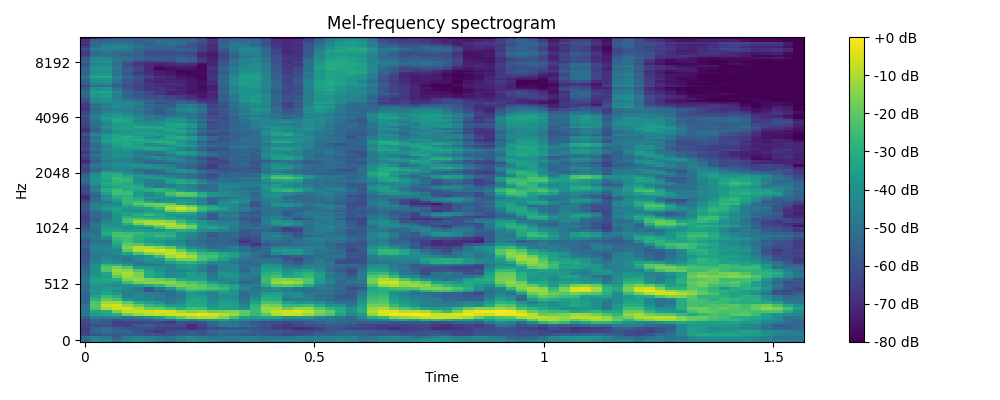 Mel-frequency spectrogram
Hz
8192
4096
2048
1024
512
0
0
0.5
1
1.5
Time
+0 dB
-10 dB
-20 dB
-30 dB
-40 dB
-50 dB
-60 dB
-70 dB
-80 dB